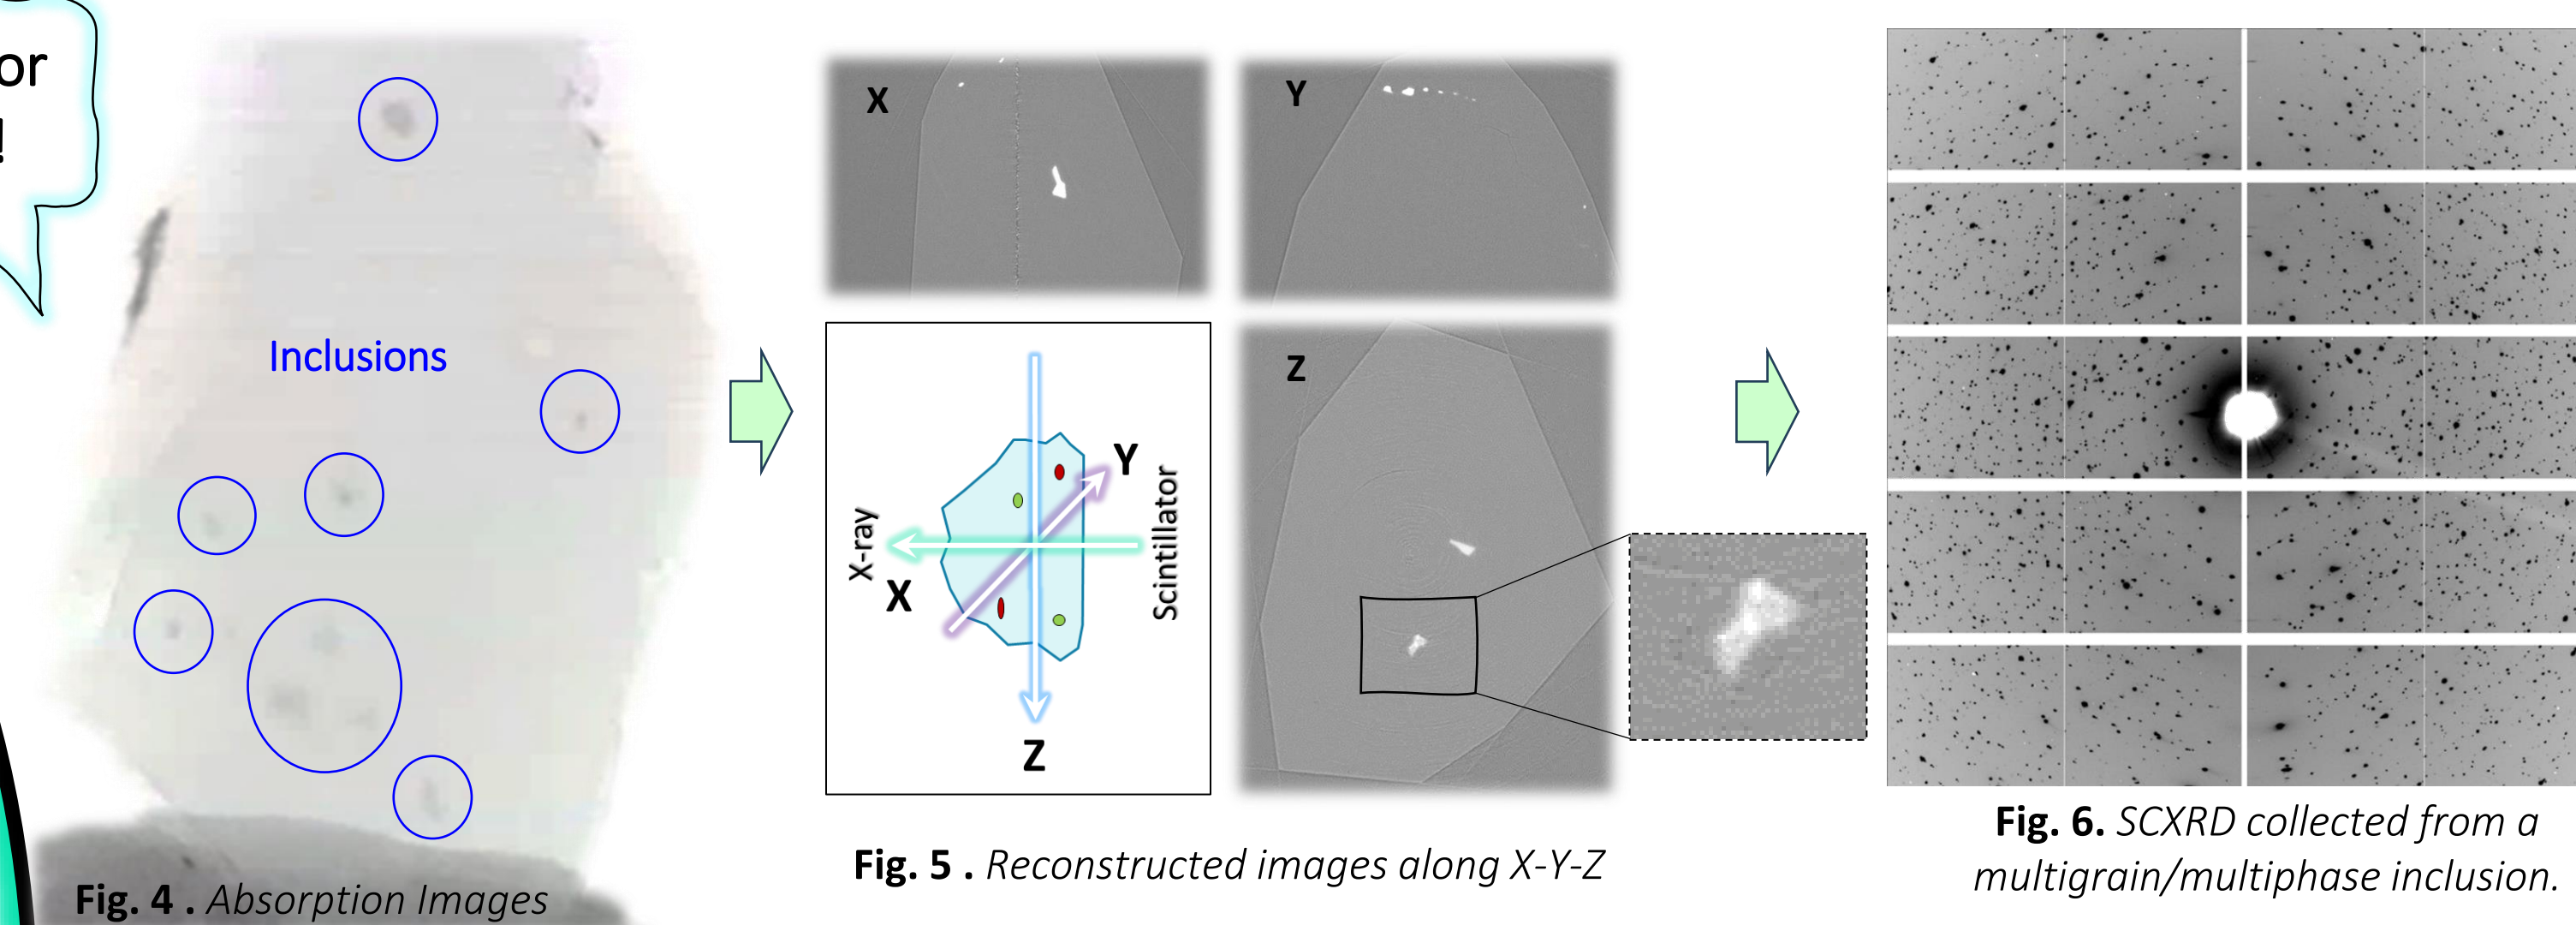 or
!
Inclusions
Fig. 4 . Absorption Images
X
Y
Z
X-ray
X
Y
Z
Scintillator
Fig. 5 . Reconstructed images along X-Y-Z
Fig. 6. SCXRD collected from a
multigrain/multiphase inclusion.